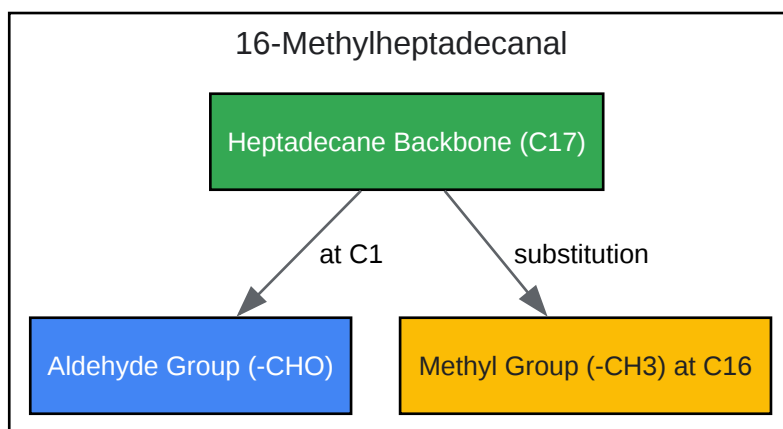 16-Methylheptadecanal
Heptadecane Backbone (C17)
at C1
substitution
Aldehyde Group (-CHO)
Methyl Group (-CH3) at C16